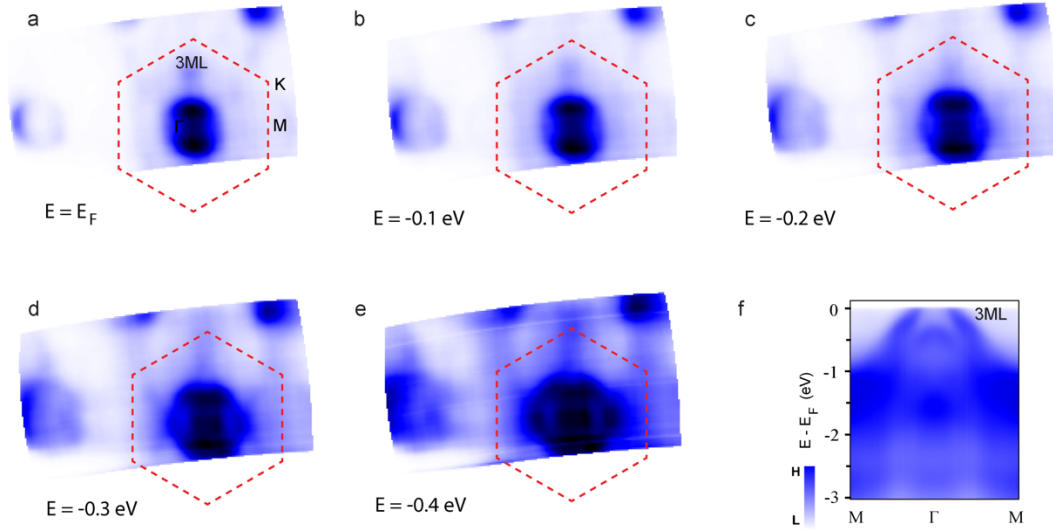 a
3ML
K
Γ
M
E = E_F
b
E = -0.1 eV
c
E = -0.2 eV
d
E = -0.3 eV
e
E = -0.4 eV
f
3ML
0
-1
-2
-3
E - E_F (eV)
H
L
M Γ M